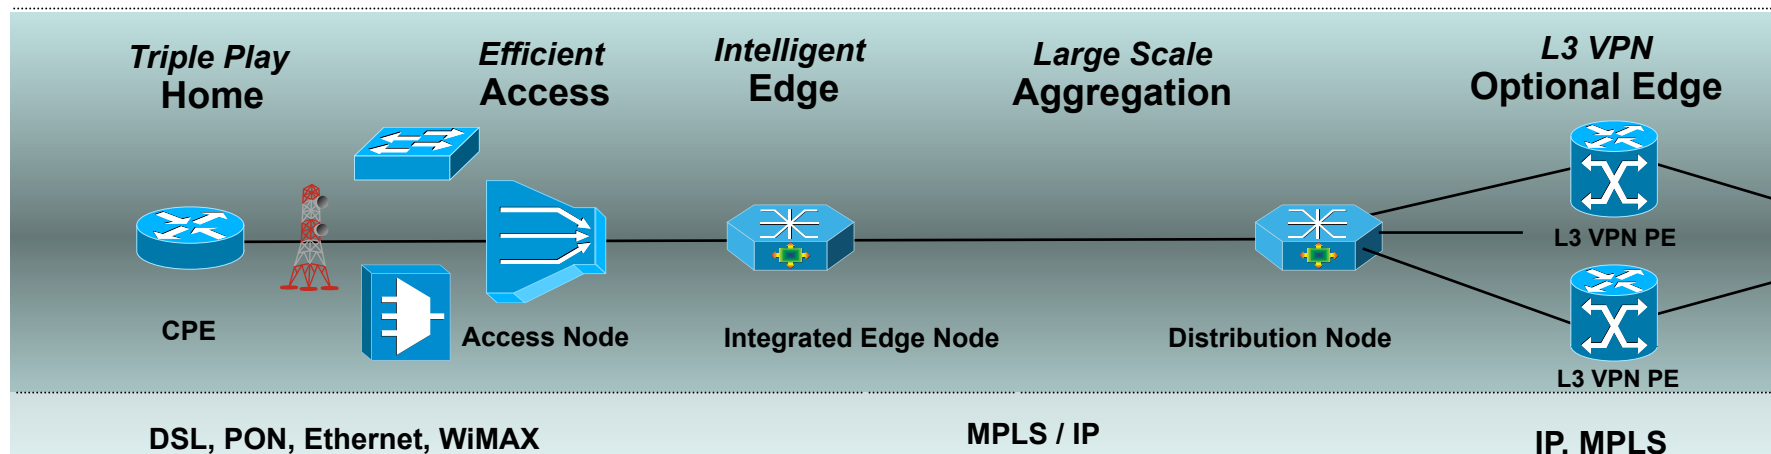 Triple Play
Home
Efficient
Access
Intelligent
Edge
Large Scale
Aggregation
L3 VPN
Optional Edge
CPE
Access Node
Integrated Edge Node
Distribution Node
L3 VPN PE
L3 VPN PE
DSL, PON, Ethernet, WiMAX
MPLS / IP
IP, MPLS